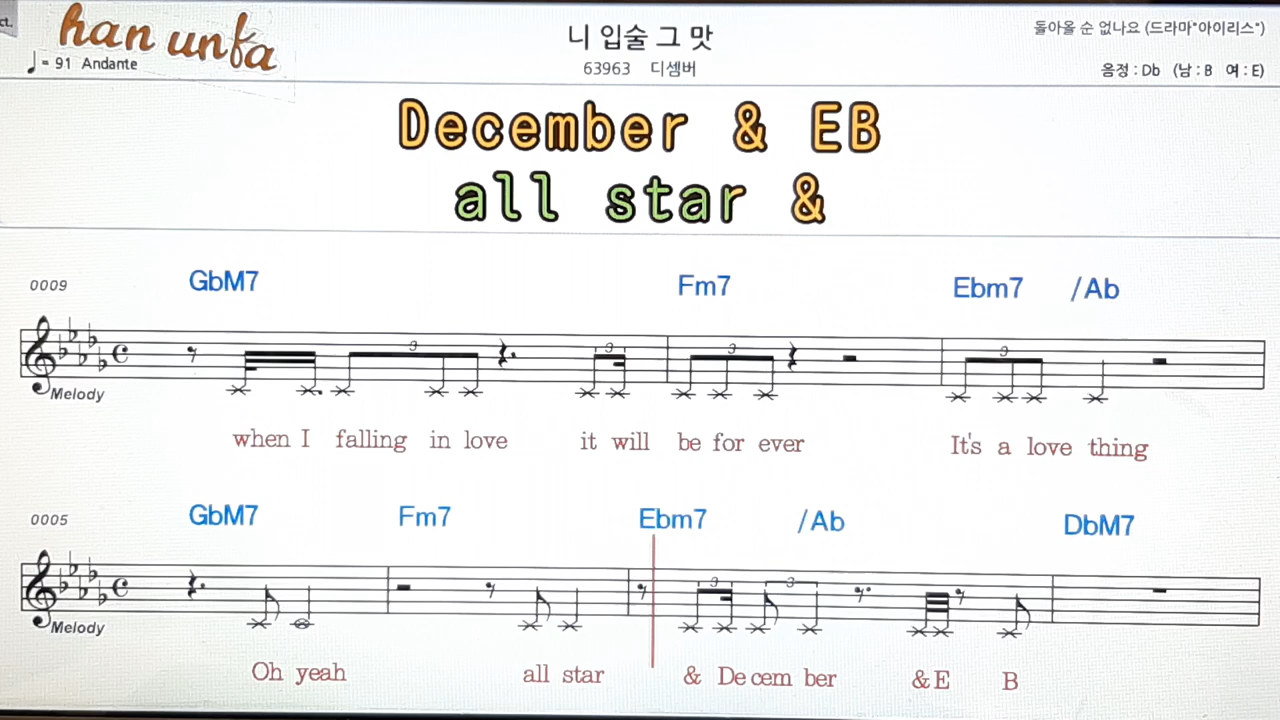 ct.
han unfa
니 입술 그 맛
돌아올 순 없나요 (드라마"아이리스")
♩= 91 Andante
63963 디셈버
음정 : Db (남 : B 여 : E)
December & EB
all star &
0009 GbM7 Fm7 Ebm7 /Ab
3 3 3 3
Melody
when I falling in love it will be for ever It's a love thing
0005 GbM7 Fm7 Ebm7 /Ab DbM7
3 3
Melody
Oh yeah all star & De cem ber & E B